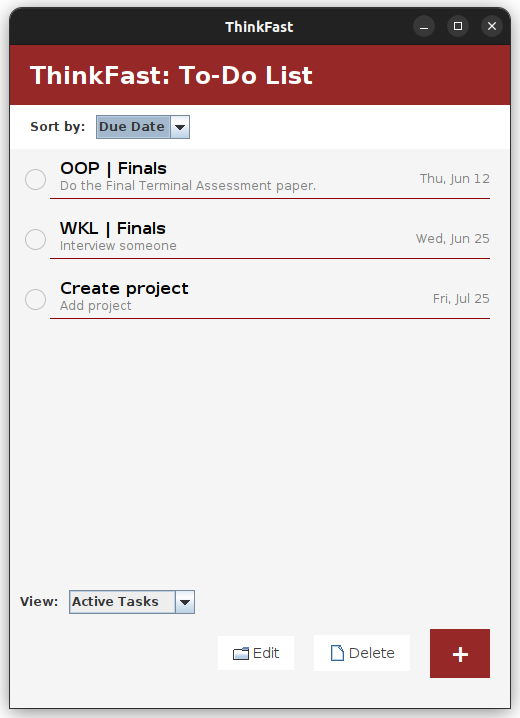 ThinkFast
ThinkFast: To-Do List
Sort by: Due Date
OOP | Finals
Do the Final Terminal Assessment paper.
Thu, Jun 12
WKL | Finals
Interview someone
Wed, Jun 25
Create project
Add project
Fri, Jul 25
View: Active Tasks
Edit Delete +